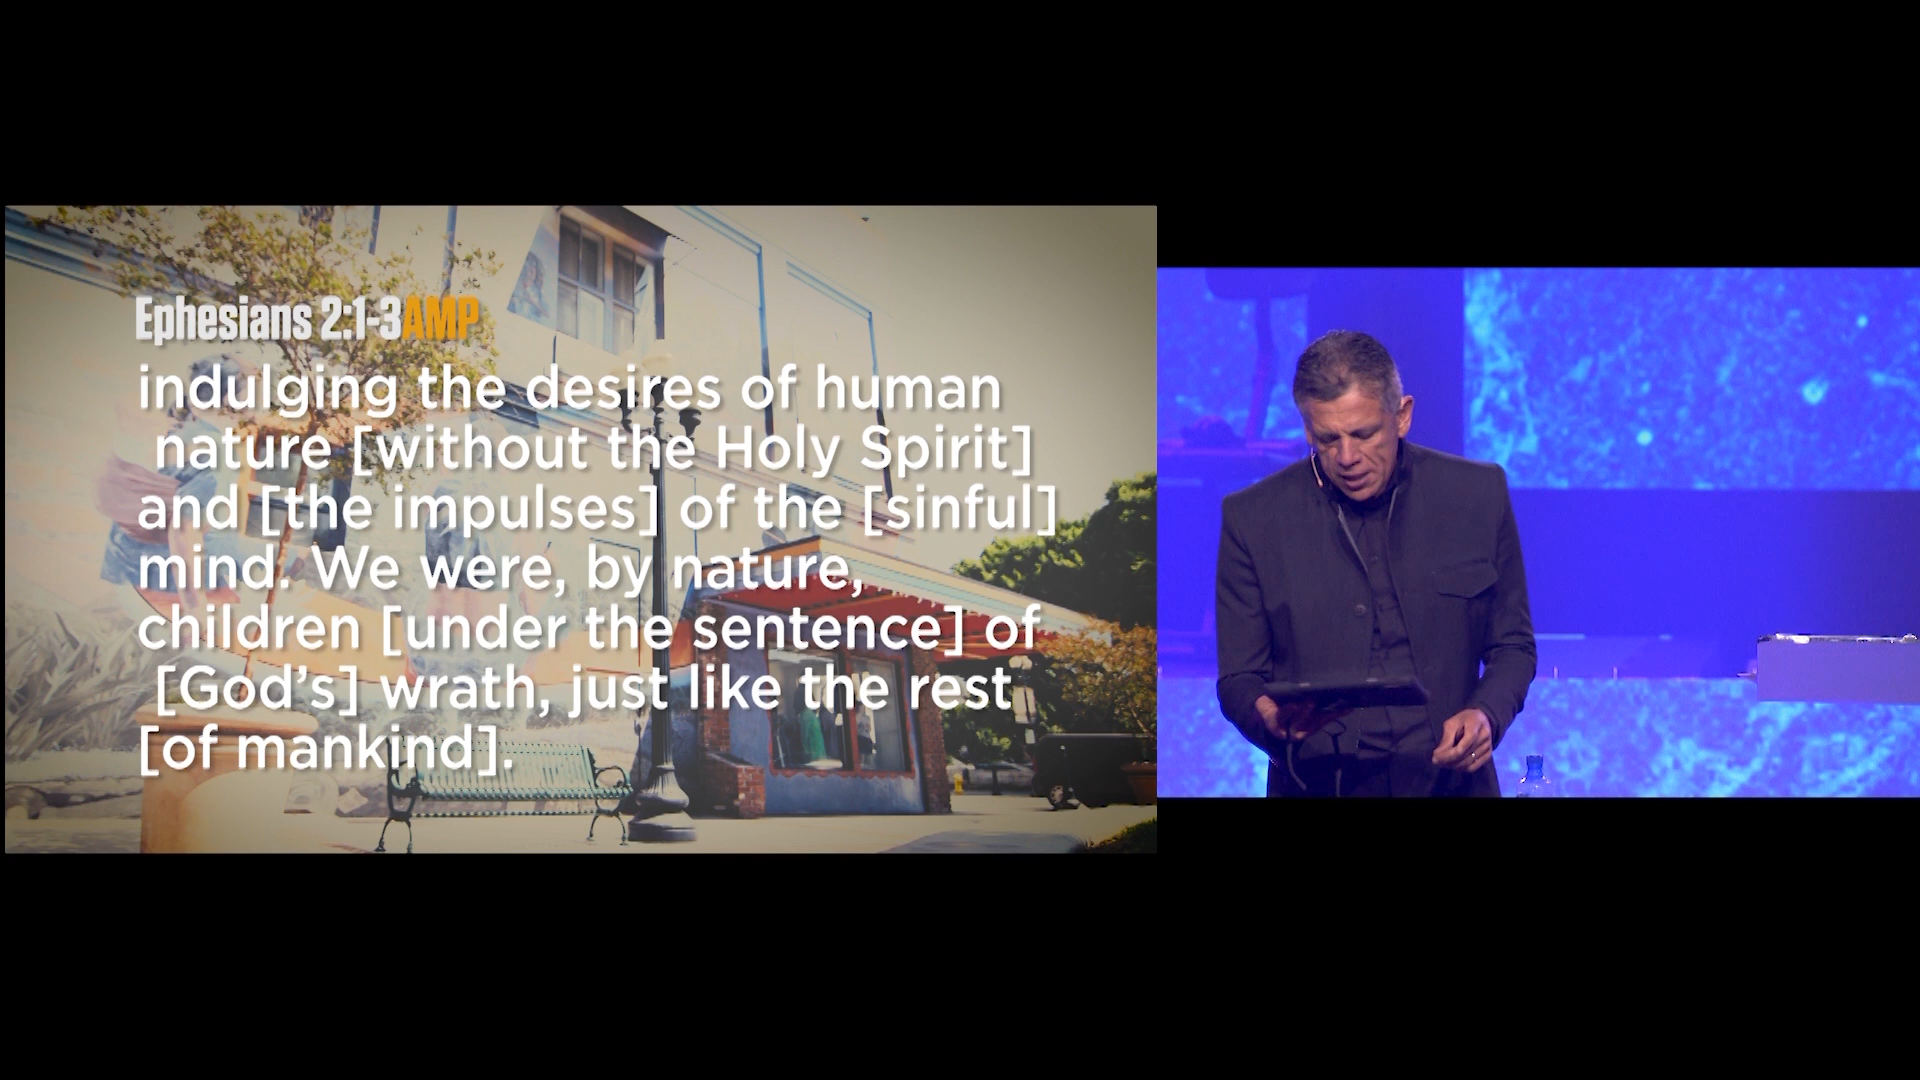 Ephesians 2:1-3AMP
indulging the desires of human
nature [without the Holy Spirit]
and [the impulses] of the [sinful]
mind. We were, by nature,
children [under the sentence] of
[God’s] wrath, just like the rest
[of mankind].